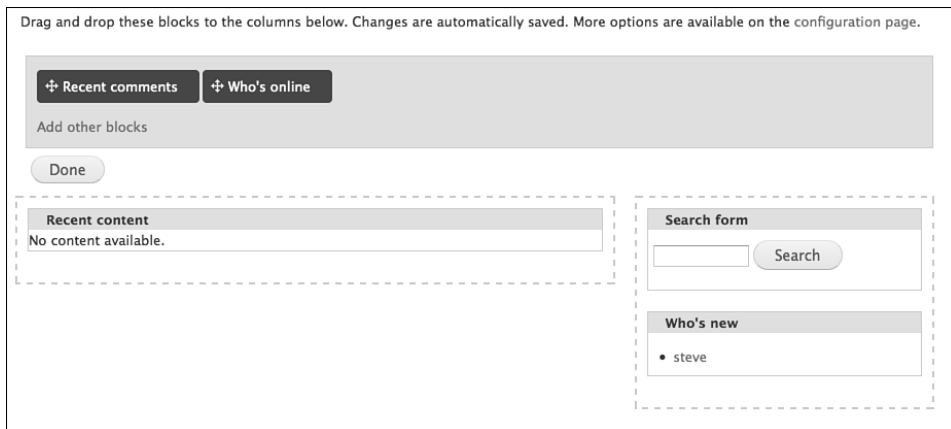 Drag and drop these blocks to the columns below. Changes are automatically saved. More options are available on the configuration page.
Recent comments
Who's online
Add other blocks
Done
Recent content
No content available.
Search form
Search
Who's new
• steve